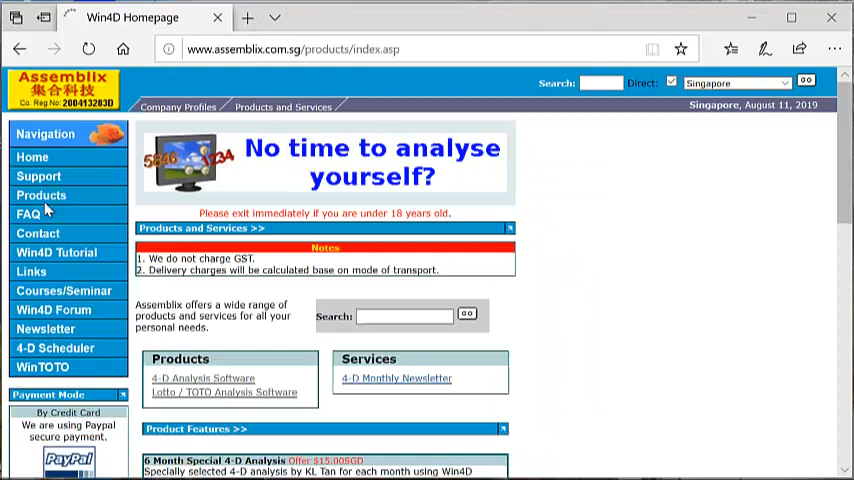 Win4D Homepage
www.assemblix.com.sg/products/index.asp
Assemblix
集合科技
Co. Reg No: 200413283D
Search:
Direct:
Singapore
GO
Company Profiles
Products and Services
Singapore, August 11, 2019
Navigation
Home
Support
Products
FAQ
Contact
Win4D Tutorial
Links
Courses/Seminar
Win4D Forum
Newsletter
4-D Scheduler
WinTOTO
Payment Mode
By Credit Card
We are using Paypal
secure payment.
PayPal
5846 1234
No time to analyse
yourself?
Please exit immediately if you are under 18 years old.
Products and Services >>
Notes
1. We do not charge GST.
2. Delivery charges will be calculated base on mode of transport.
Assemblix offers a wide range of
products and services for all your
personal needs.
Search:
GO
Products
4-D Analysis Software
Lotto / TOTO Analysis Software
Services
4-D Monthly Newsletter
Product Features >>
6 Month Special 4-D Analysis Offer $15.00SGD
Specially selected 4-D analysis by KL Tan for each month using Win4D